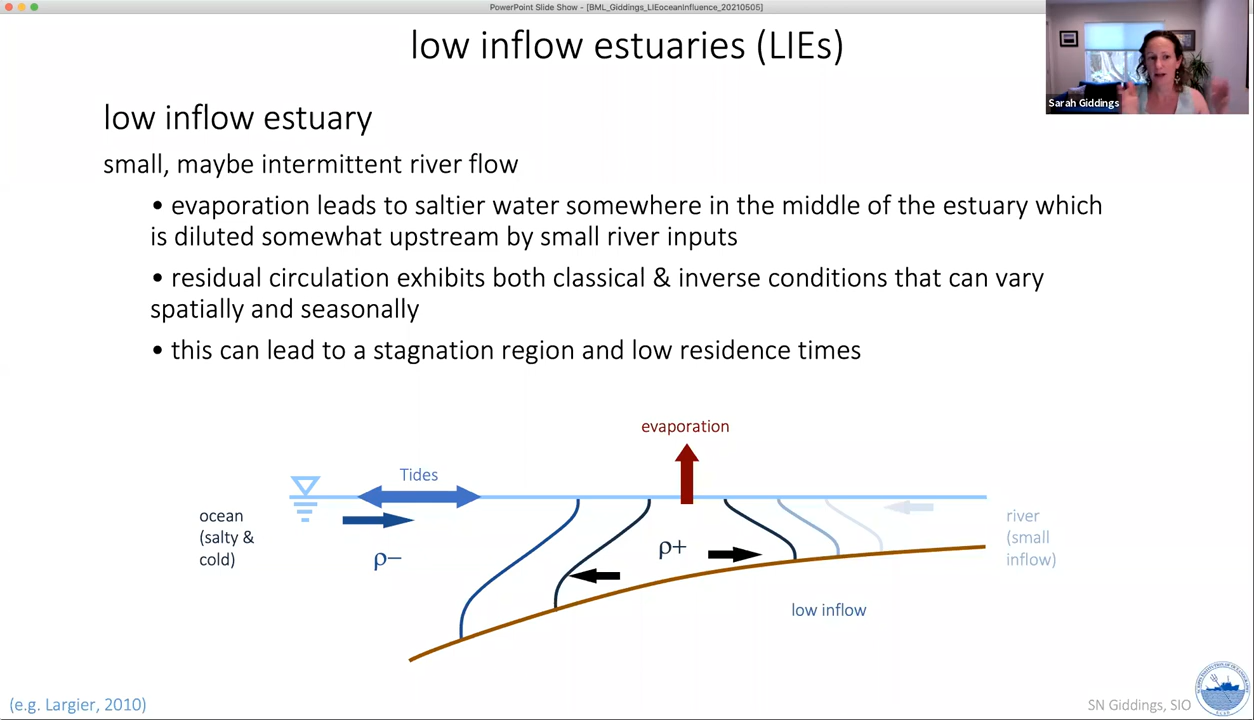 PowerPoint Slide Show - [BML_Giddings_LIEoceanInfluence_20210505]
low inflow estuaries (LIEs)
Sarah Giddings
low inflow estuary
small, maybe intermittent river flow
• evaporation leads to saltier water somewhere in the middle of the estuary which
is diluted somewhat upstream by small river inputs
• residual circulation exhibits both classical & inverse conditions that can vary
spatially and seasonally
• this can lead to a stagnation region and low residence times
evaporation
Tides
ocean
(salty &
cold)
ρ−
ρ+
river
(small
inflow)
low inflow
(e.g. Largier, 2010)
SN Giddings, SIO